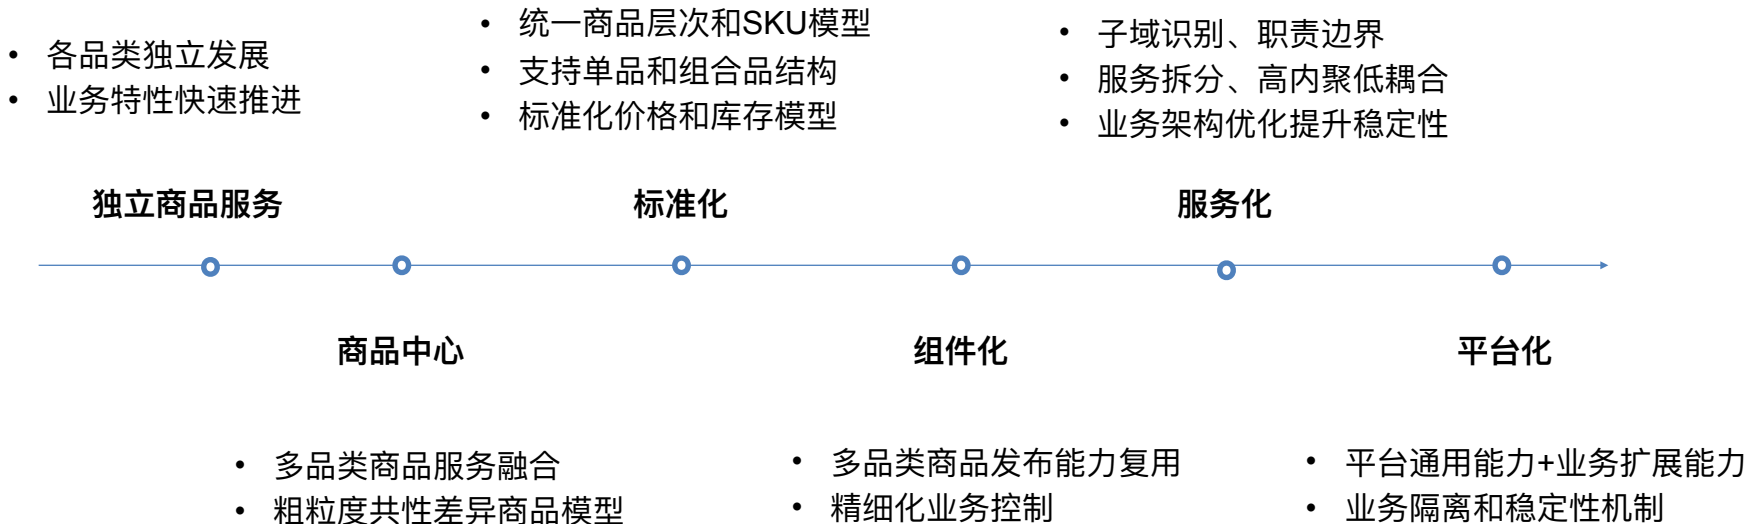 • 各品类独立发展
• 业务特性快速推进
• 统一商品层次和SKU模型
• 支持单品和组合品结构
• 标准化价格和库存模型
• 子域识别、职责边界
• 服务拆分、高内聚低耦合
• 业务架构优化提升稳定性
独立商品服务
标准化
服务化
商品中心
组件化
平台化
• 多品类商品服务融合
• 粗粒度共性差异商品模型
• 多品类商品发布能力复用
• 精细化业务控制
• 平台通用能力+业务扩展能力
• 业务隔离和稳定性机制